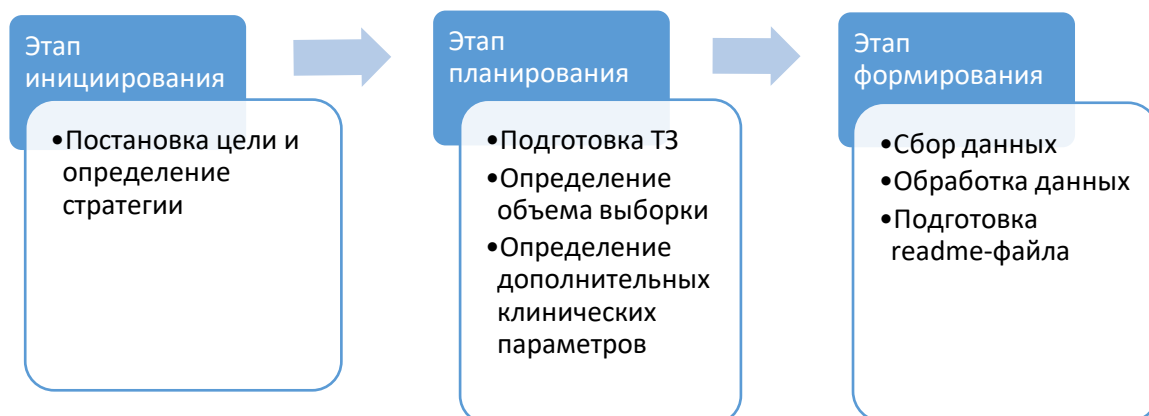 Этап
инициирования
•Постановка цели и
определение
стратегии
Этап
планирования
•Подготовка ТЗ
•Определение
объема выборки
•Определение
дополнительных
клинических
параметров
Этап
формирования
•Сбор данных
•Обработка данных
•Подготовка
readme-файла